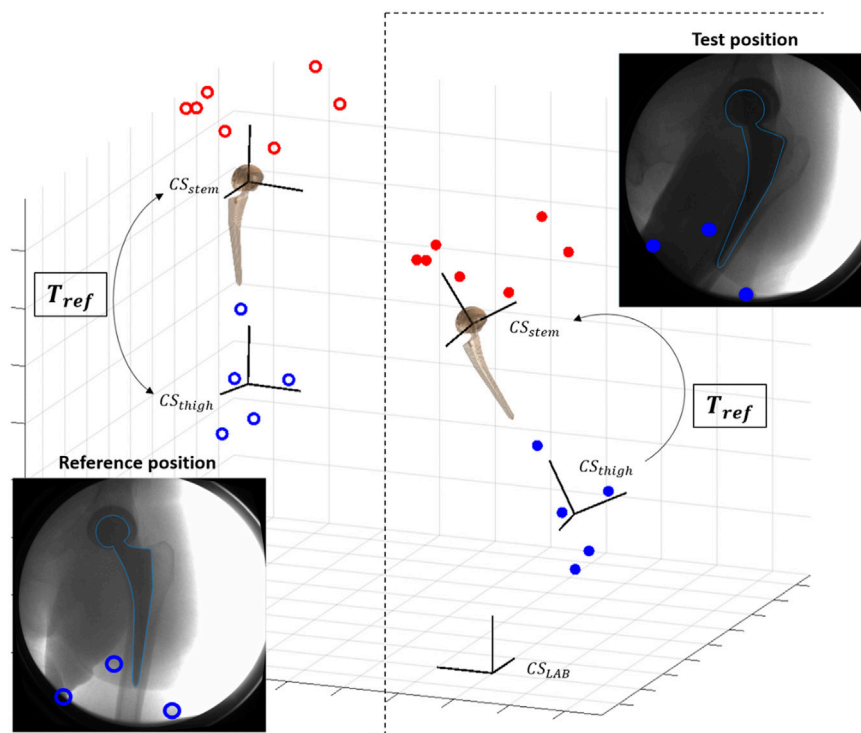 Test position
CS_stem
T_ref
CS_stem
T_ref
CS_thigh
CS_thigh
Reference position
CS_LAB